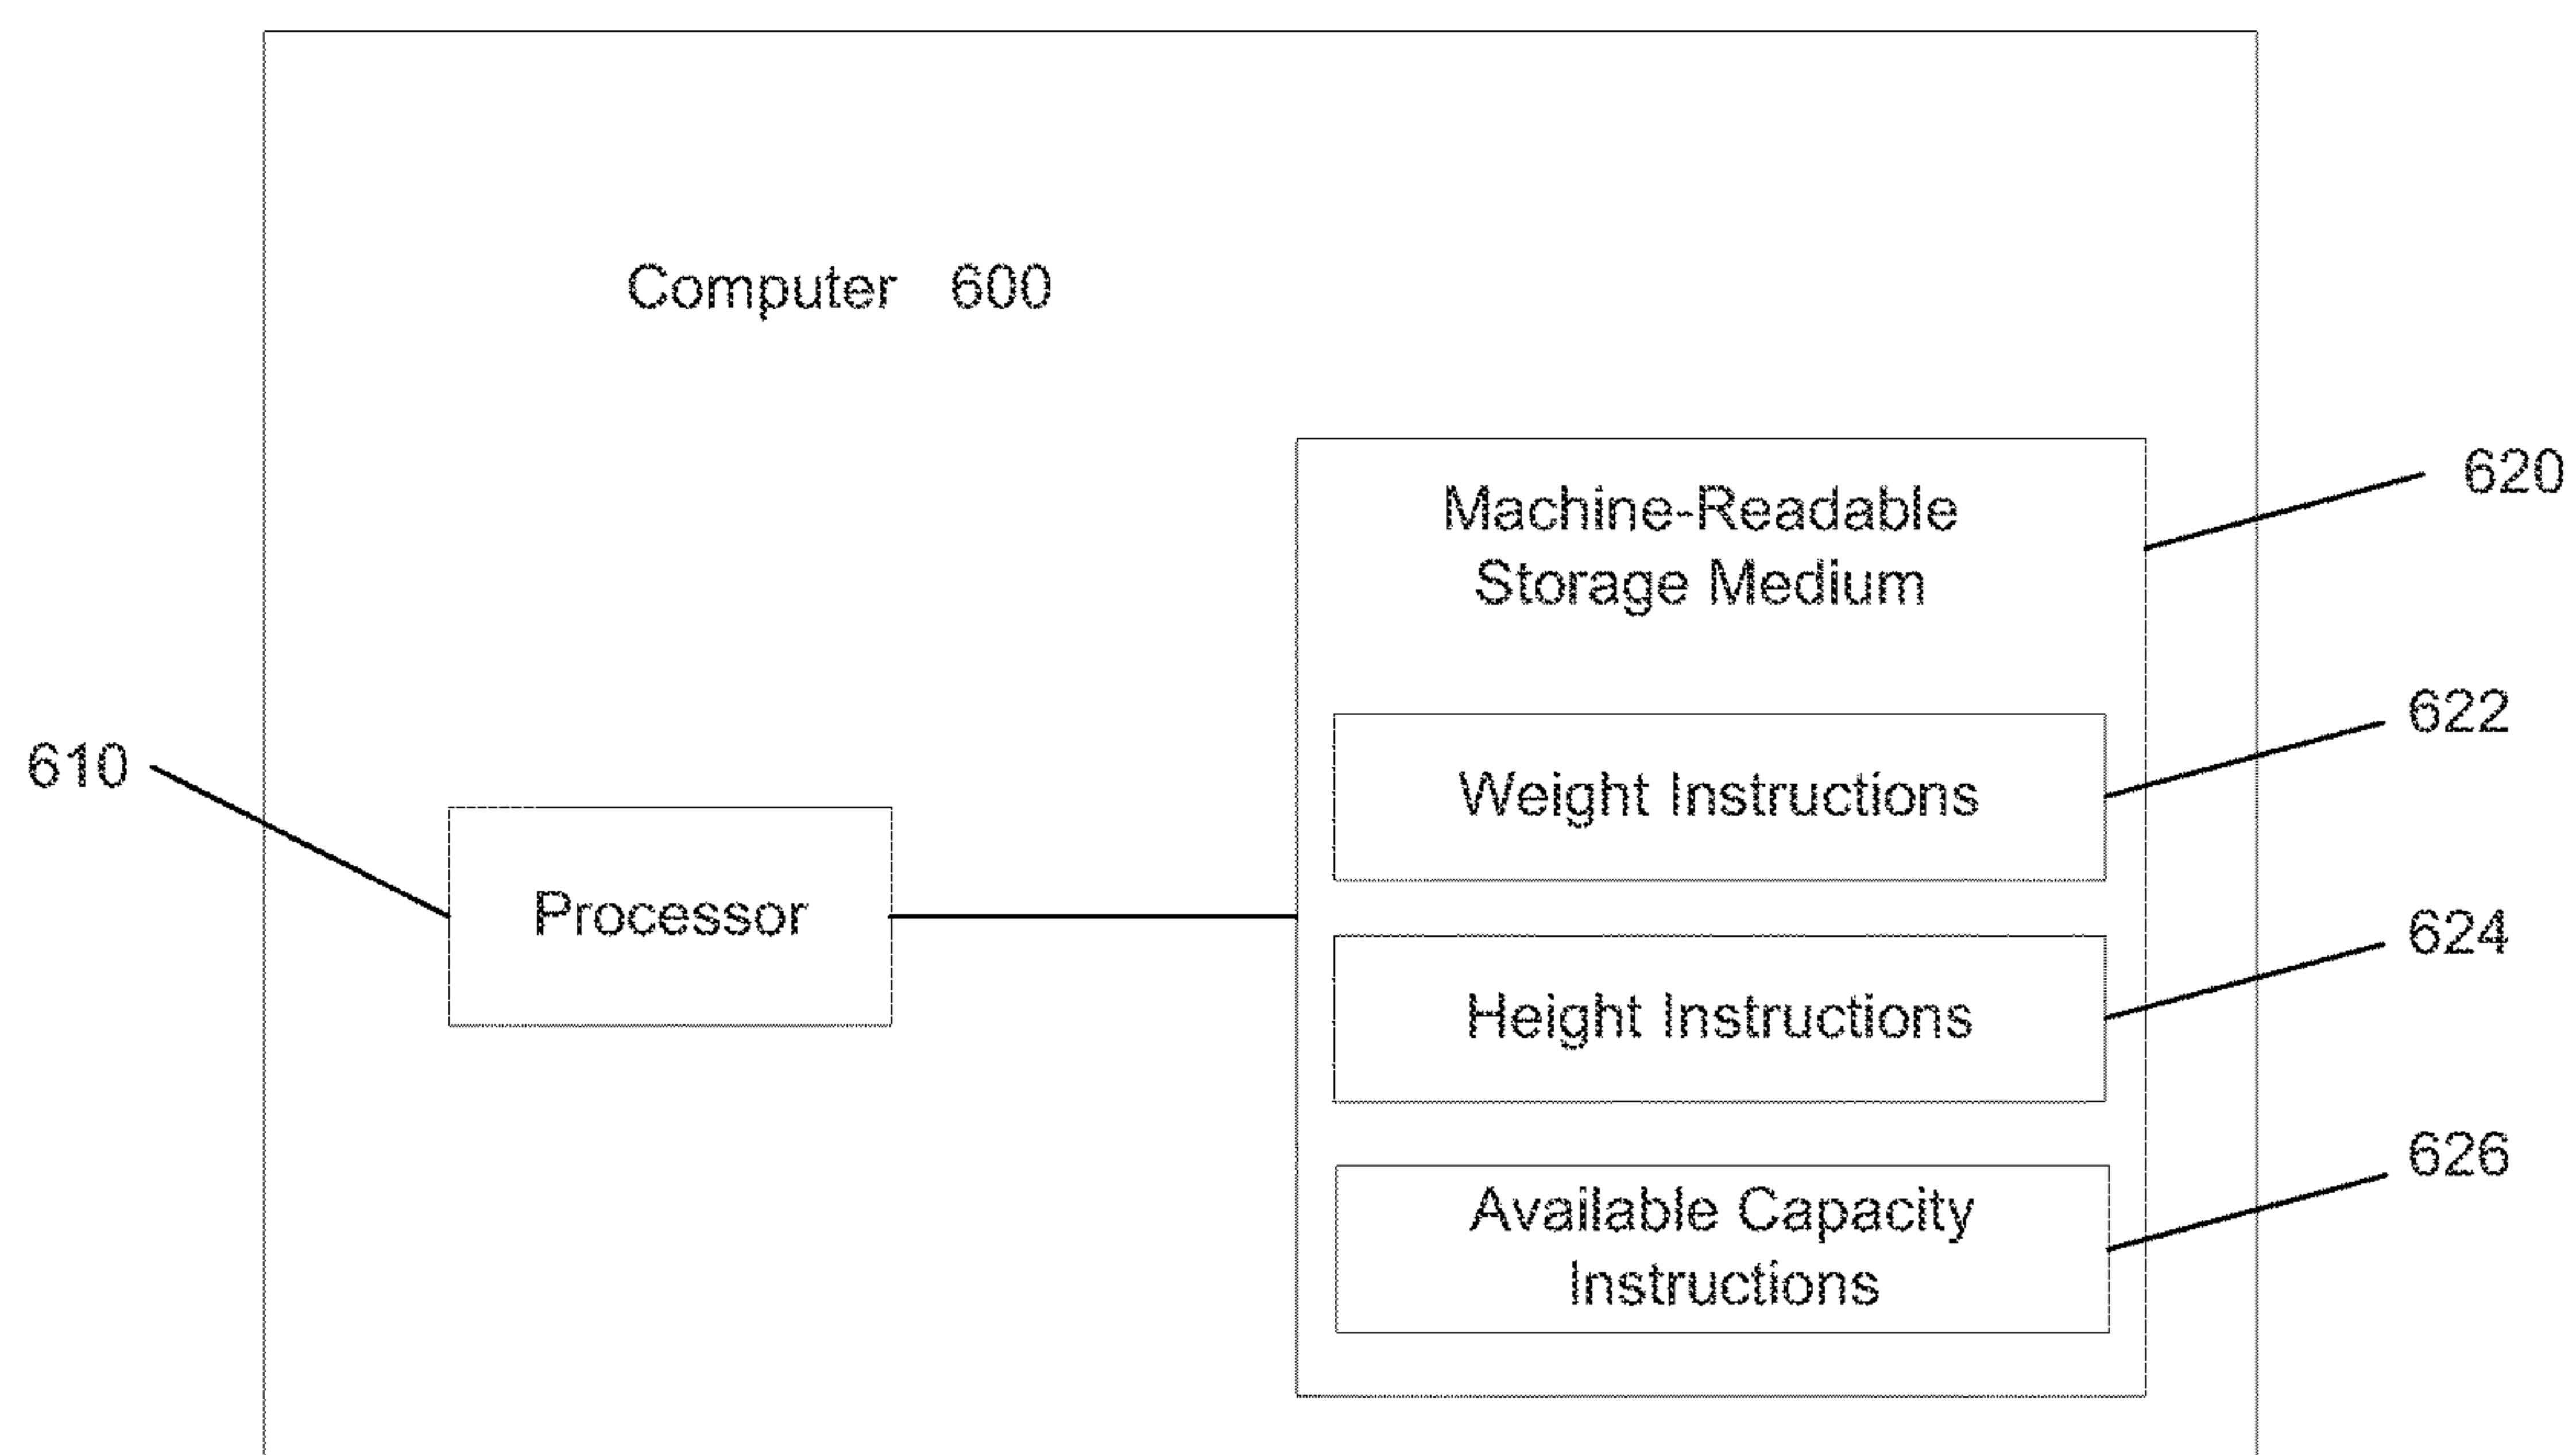 Computer 600
Machine-Readable
Storage Medium
620
Weight Instructions
622
610
Processor
Height Instructions
624
Available Capacity
Instructions
626